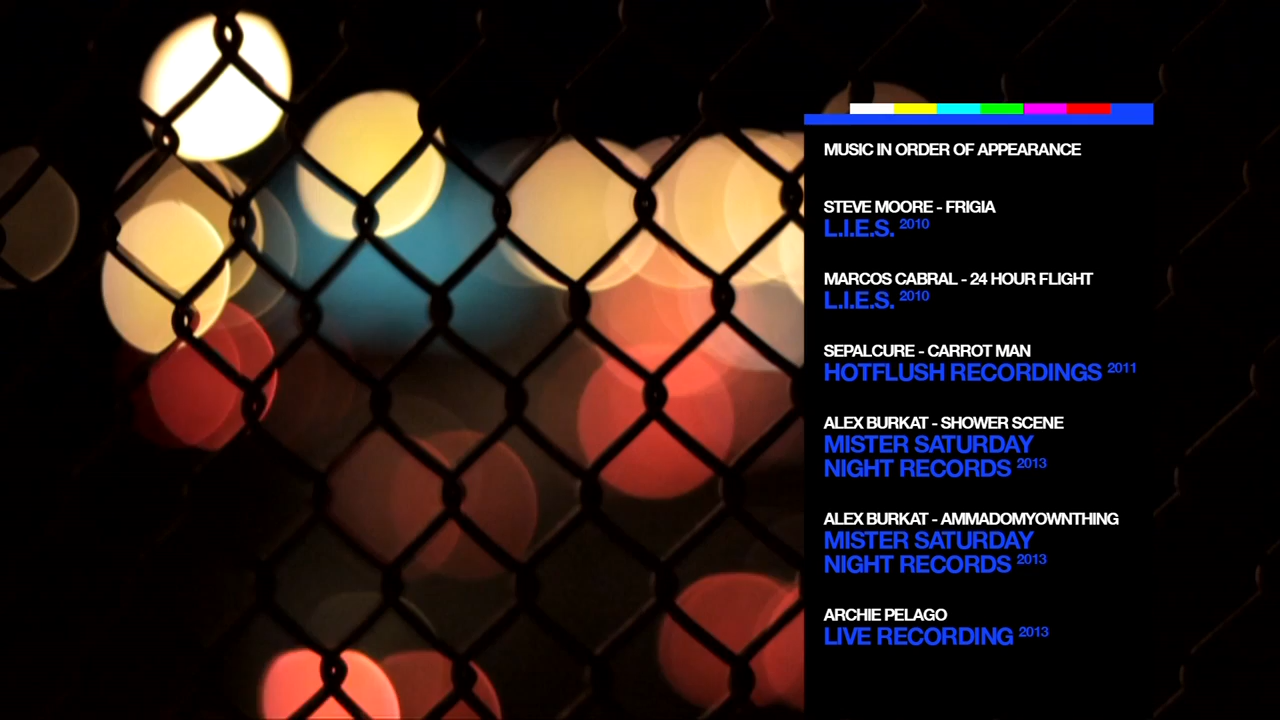 MUSIC IN ORDER OF APPEARANCE
STEVE MOORE - FRIGIA
L.I.E.S. 2010
MARCOS CABRAL - 24 HOUR FLIGHT
L.I.E.S. 2010
SEPALCURE - CARROT MAN
HOTFLUSH RECORDINGS 2011
ALEX BURKAT - SHOWER SCENE
MISTER SATURDAY
NIGHT RECORDS 2013
ALEX BURKAT - AMMADOMYOWNTHING
MISTER SATURDAY
NIGHT RECORDS 2013
ARCHIE PELAGO
LIVE RECORDING 2013